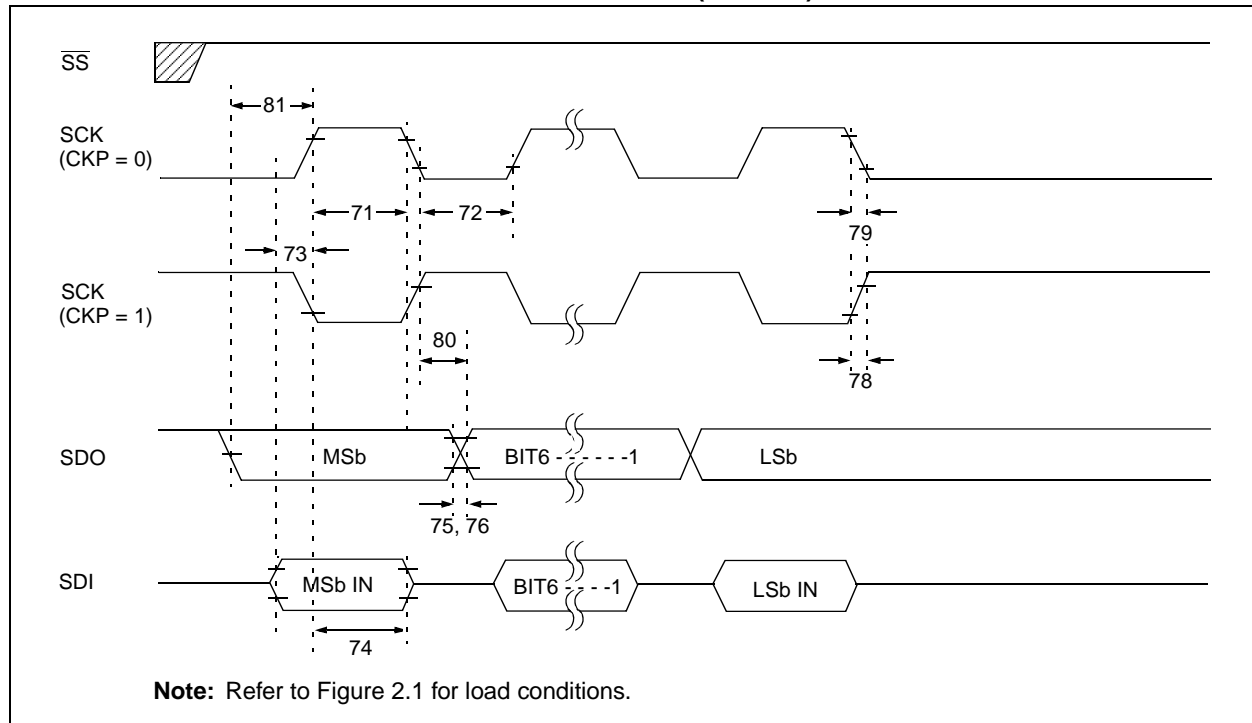 SS
81
SCK
(CKP = 0)
71
72
79
73
SCK
(CKP = 1)
80
78
SDO
MSb
BIT6 - - - - - -1
LSb
75, 76
SDI
MSb IN
BIT6 - - - -1
LSb IN
74
Note: Refer to Figure 2.1 for load conditions.